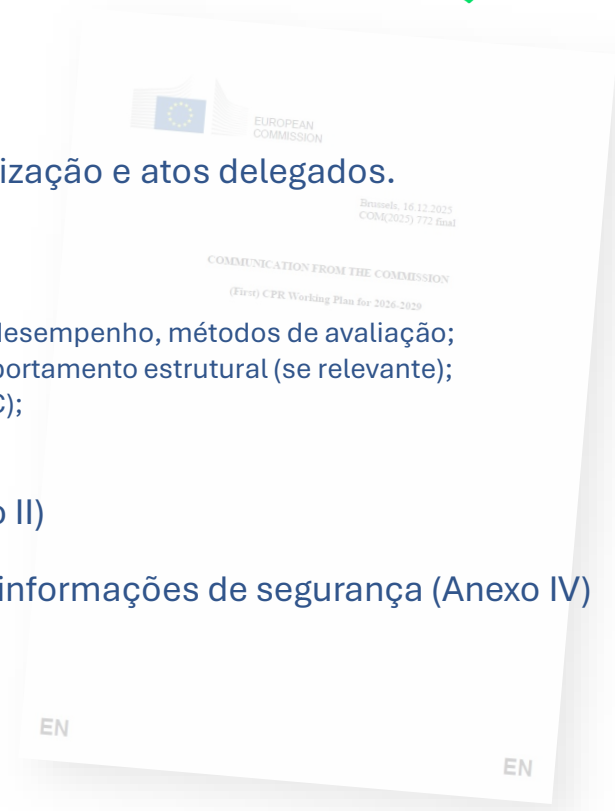 EUROPEAN
COMMISSION
ização e atos delegados.
Brussels, 16.12.2025
COM(2025) 772 final
COMMUNICATION FROM THE COMMISSION
(First) CPR Working Plan for 2026-2029
desempenho, métodos de avaliação;
portamento estrutural (se relevante);
C);
o II)
informações de segurança (Anexo IV)
EN
EN